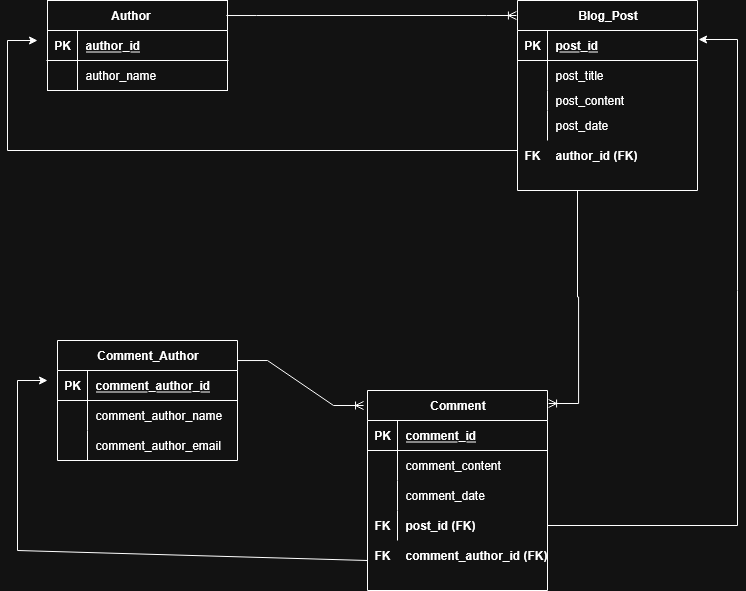 Author
PK author_id
author_name
Blog_Post
PK post_id
post_title
post_content
post_date
FK author_id (FK)
Comment_Author
PK comment_author_id
comment_author_name
comment_author_email
Comment
PK comment_id
comment_content
comment_date
FK post_id (FK)
FK comment_author_id (FK)